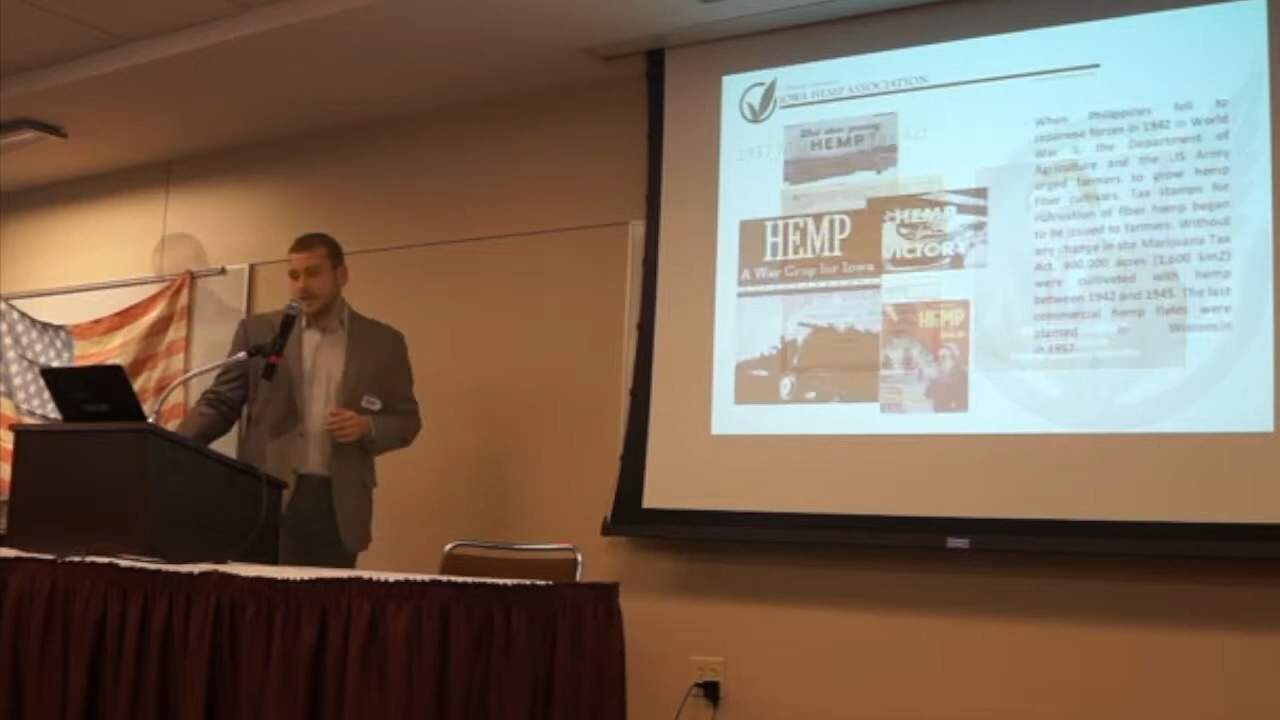 IOWA HEMP ASSOCIATION
1937
Act
HEMP
HEMP
A War Crop for Iowa
HEMP
for
VICTORY
HEMP
When Philippines fell to
Japanese forces in 1942 in World
War II, the Department of
Agriculture and the US Army
urged farmers to grow hemp
fiber cultivars. Tax stamps for
cultivation of fiber hemp began
to be issued to farmers. Without
any change in the Marijuana Tax
Act, 400,000 acres (1,600 km2)
were cultivated with hemp
between 1942 and 1945. The last
commercial hemp fields were
planted in Wisconsin
in 1957